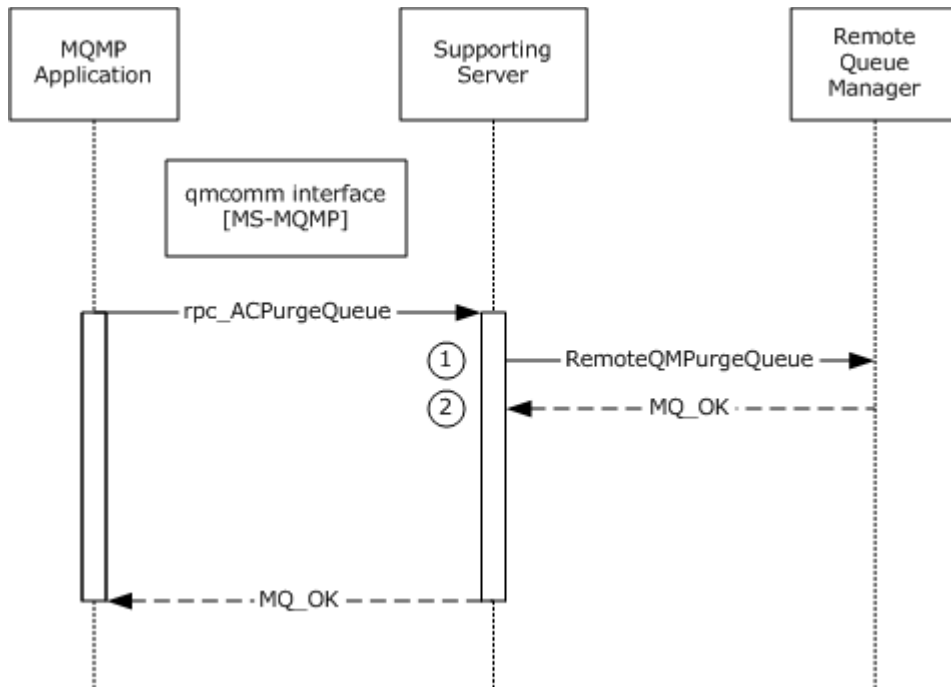 MQMP
Application
Supporting
Server
Remote
Queue
Manager
qmcomm interface
[MS-MQMP]
rpc_ACPurgeQueue
1
RemoteQMPurgeQueue
2
MQ_OK
MQ_OK